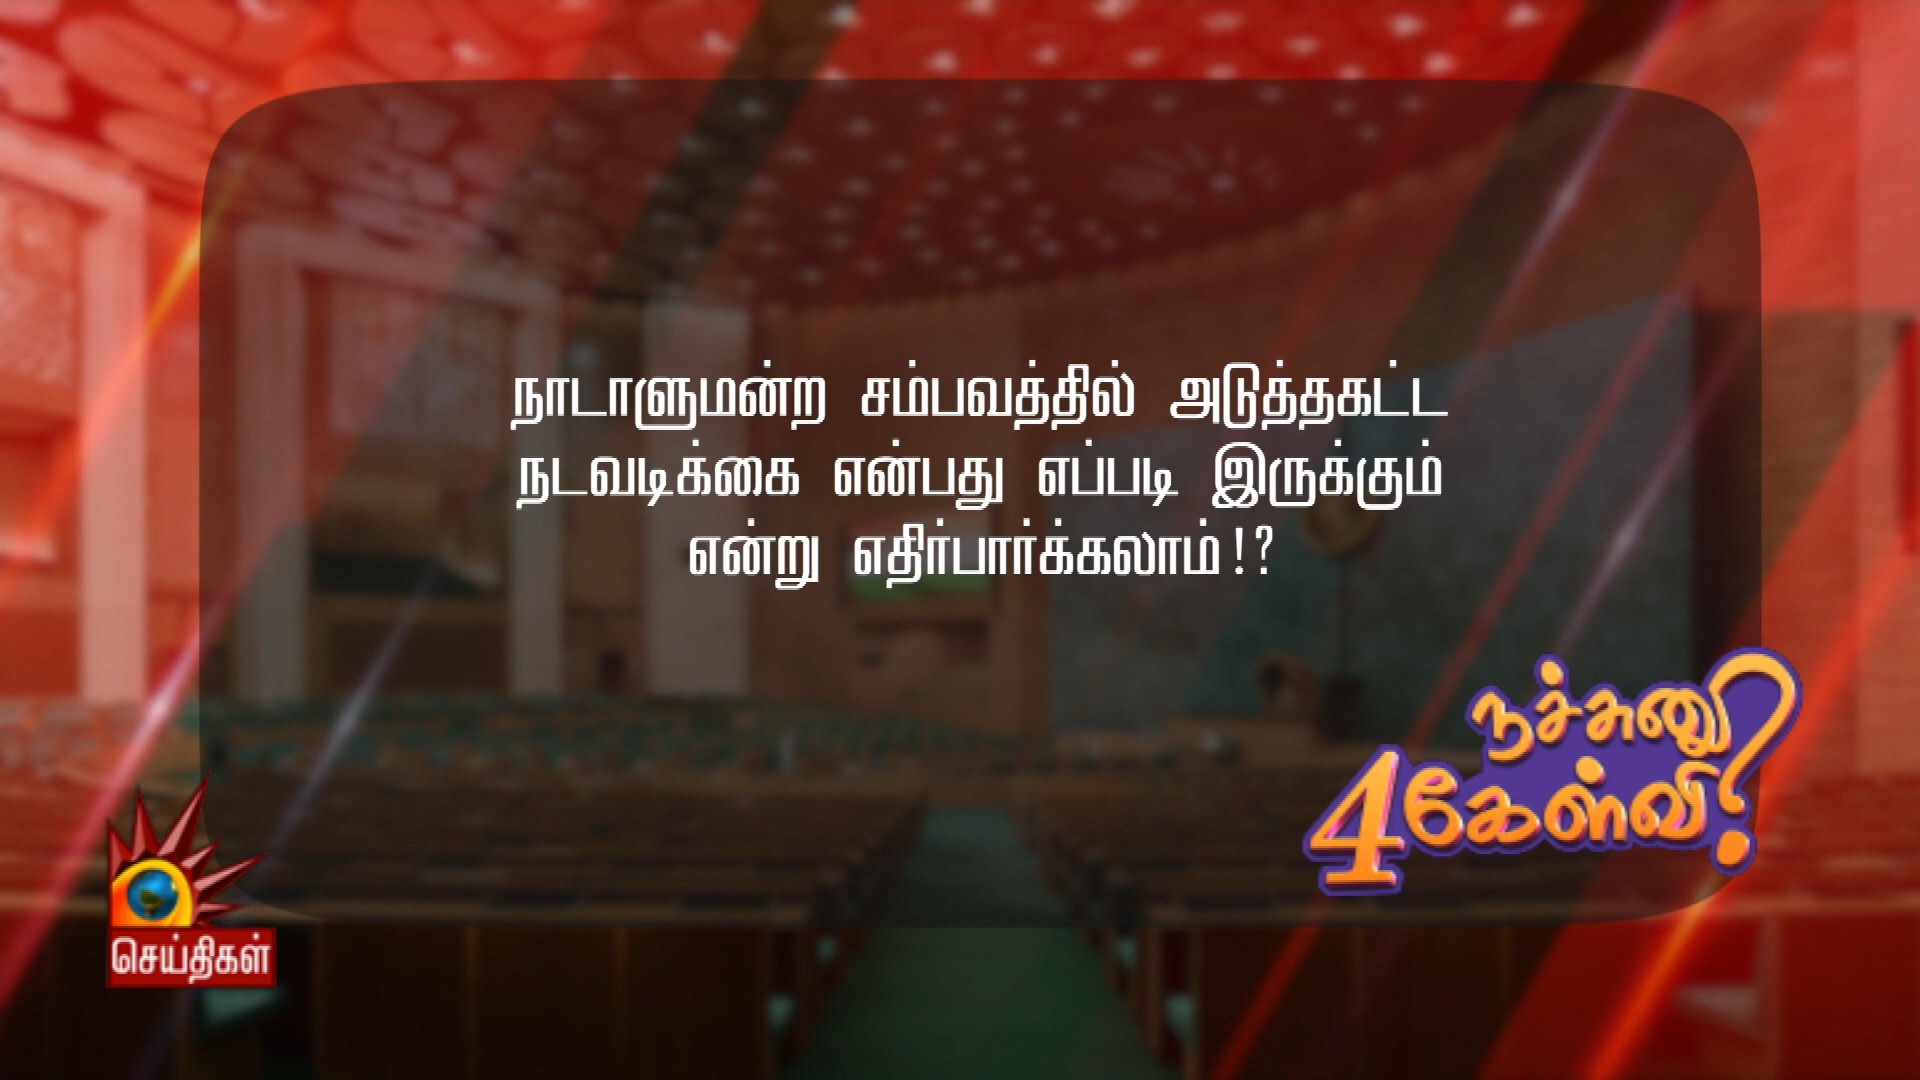 நாடாளுமன்ற சம்பவத்தில் அடுத்தகட்ட
நடவடிக்கை என்பது எப்படி இருக்கும்
என்று எதிர்பார்க்கலாம்!?
நச்சுனு
4கேள்வி?
செய்திகள்